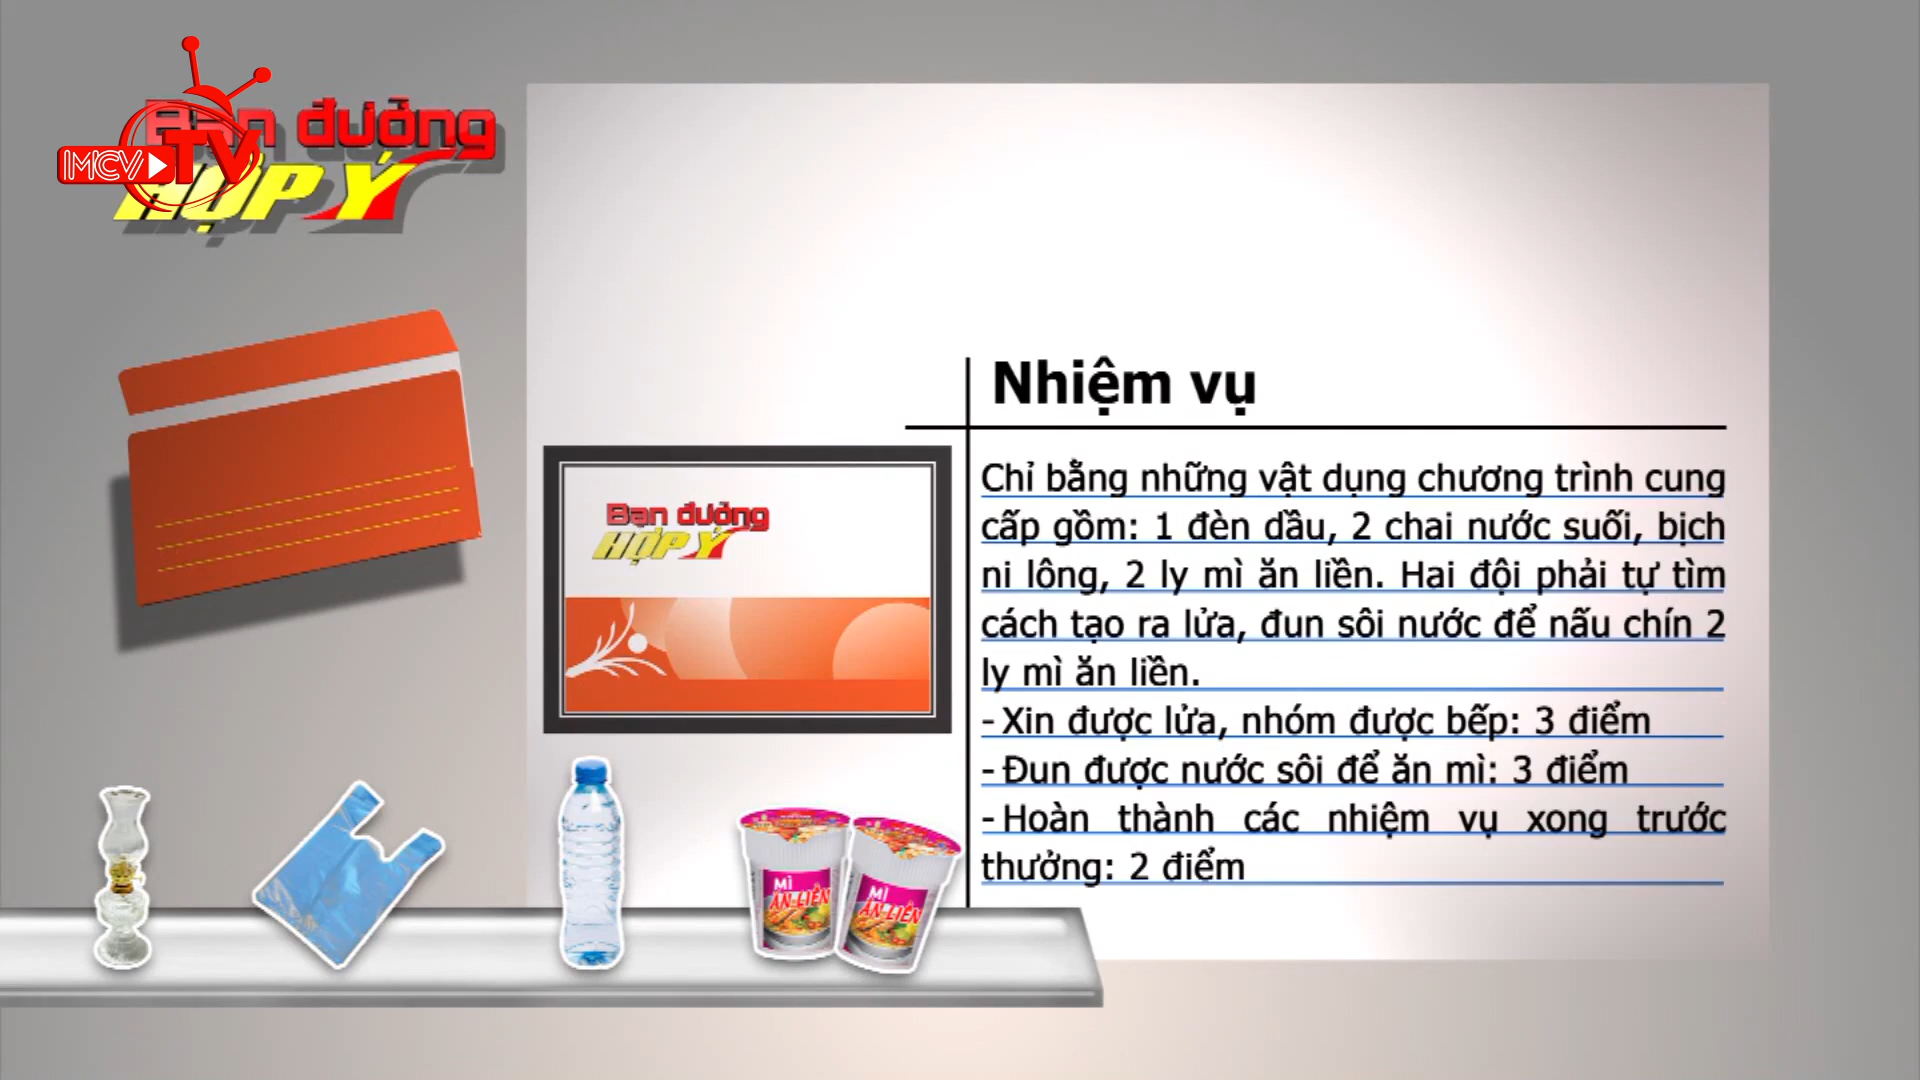 Bạn đường
HỢP Ý
IMCV TV
Nhiệm vụ
Bạn đường
HỢP Ý
Chỉ bằng những vật dụng chương trình cung
cấp gồm: 1 đèn dầu, 2 chai nước suối, bịch
ni lông, 2 ly mì ăn liền. Hai đội phải tự tìm
cách tạo ra lửa, đun sôi nước để nấu chín 2
ly mì ăn liền.
- Xin được lửa, nhóm được bếp: 3 điểm
- Đun được nước sôi để ăn mì: 3 điểm
- Hoàn thành các nhiệm vụ xong trước
thưởng: 2 điểm
MÌ
ĂN LIỀN
MÌ
ĂN LIỀN